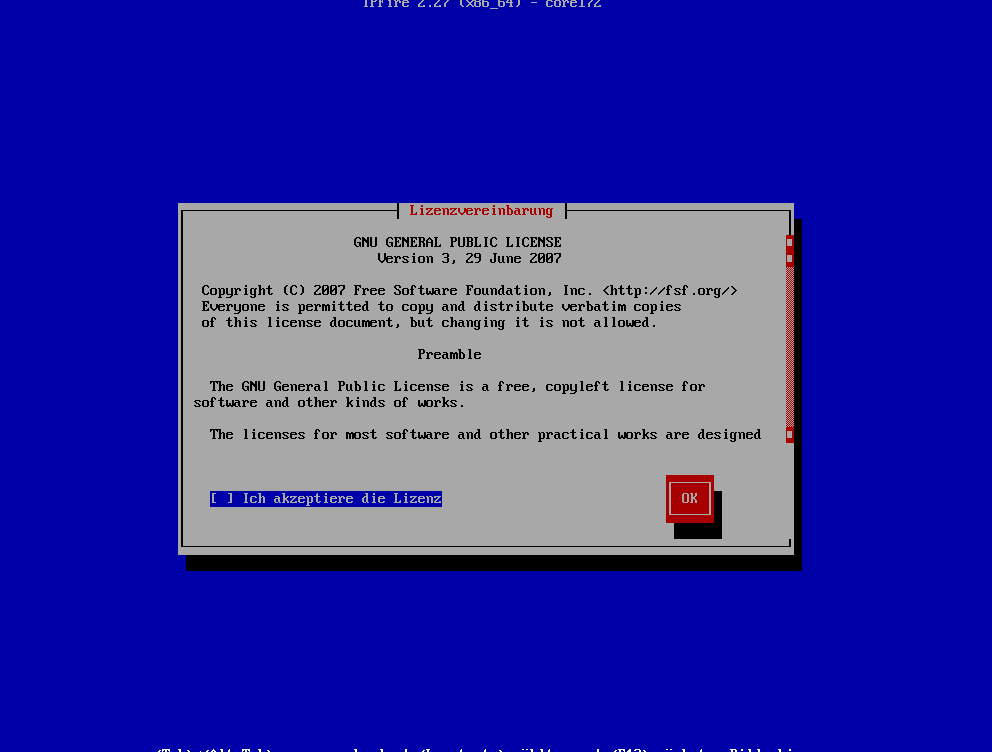 IPFire 2.27 (x86_64) - core172
Lizenzvereinbarung
GNU GENERAL PUBLIC LICENSE
Version 3, 29 June 2007
Copyright (C) 2007 Free Software Foundation, Inc. <http://fsf.org/>
Everyone is permitted to copy and distribute verbatim copies
of this license document, but changing it is not allowed.
Preamble
The GNU General Public License is a free, copyleft license for
software and other kinds of works.
The licenses for most software and other practical works are designed
[ ] Ich akzeptiere die Lizenz
OK